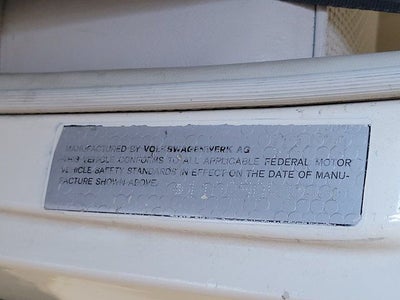 MANUFACTURED BY VOLKSWAGENWERK AG
THIS VEHICLE CONFORMS TO ALL APPLICABLE FEDERAL MOTOR
VEHICLE SAFETY STANDARDS IN EFFECT ON THE DATE OF MANU-
FACTURE SHOWN ABOVE.